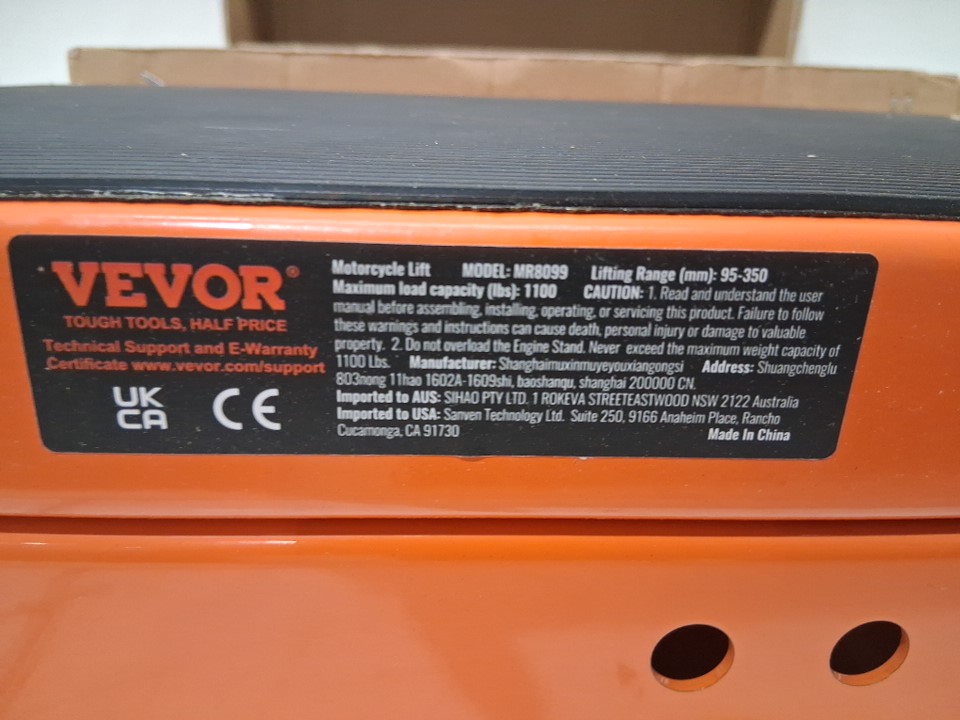 VEVOR®
TOUGH TOOLS, HALF PRICE
Technical Support and E-Warranty
Certificate www.vevor.com/support
UK
CA
CE
Motorcycle Lift MODEL: MR8099 Lifting Range (mm): 95-350
Maximum load capacity (lbs): 1100 CAUTION: 1. Read and understand the user
manual before assembling, installing, operating, or servicing this product. Failure to follow
these warnings and instructions can cause death, personal injury or damage to valuable
property. 2. Do not overload the Engine Stand. Never exceed the maximum weight capacity of
1100 Lbs. Manufacturer: Shanghaimuxinmuyeyouxiangongsi Address: Shuangchenglu
803nong 11hao 1602A-1609shi, baoshanqu, shanghai 200000 CN.
Imported to AUS: SIHAO PTY LTD. 1 ROKEVA STREETEASTWOOD NSW 2122 Australia
Imported to USA: Sanven Technology Ltd. Suite 250, 9166 Anaheim Place, Rancho
Cucamonga, CA 91730 Made In China